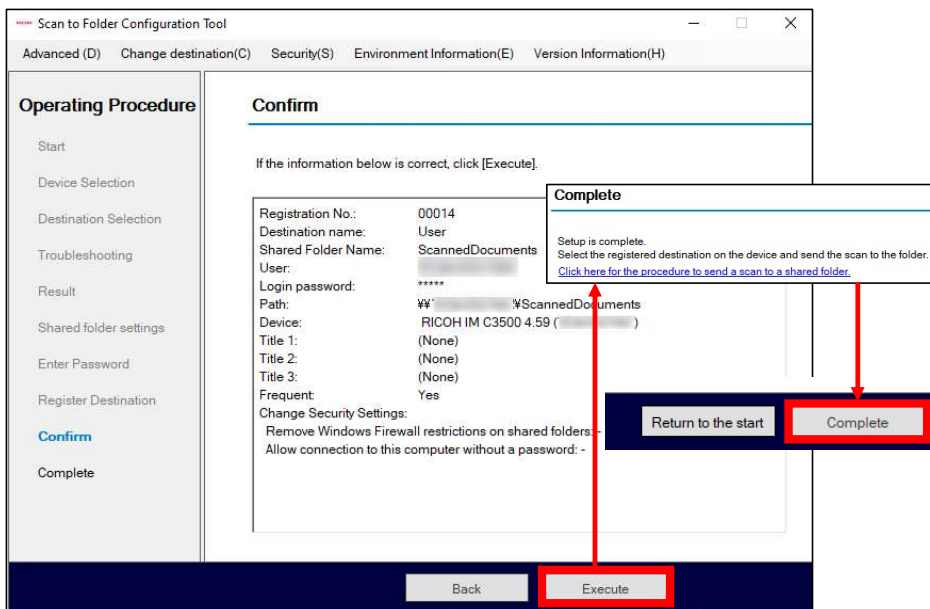 Scan to Folder Configuration Tool
Advanced (D) Change destination(C) Security(S) Environment Information(E) Version Information(H)
Operating Procedure
Start
Device Selection
Destination Selection
Troubleshooting
Result
Shared folder settings
Enter Password
Register Destination
Confirm
Complete
Confirm
If the information below is correct, click [Execute].
Registration No.: 00014
Destination name: User
Shared Folder Name: ScannedDocuments
User:
Login password: *****
Path: ¥¥ ¥ScannedDocuments
Device: RICOH IM C3500 4.59 ( )
Title 1: (None)
Title 2: (None)
Title 3: (None)
Frequent: Yes
Change Security Settings:
Remove Windows Firewall restrictions on shared folders: -
Allow connection to this computer without a password: -
Back Execute
Complete
Setup is complete.
Select the registered destination on the device and send the scan to the folder.
Click here for the procedure to send a scan to a shared folder.
Return to the start Complete